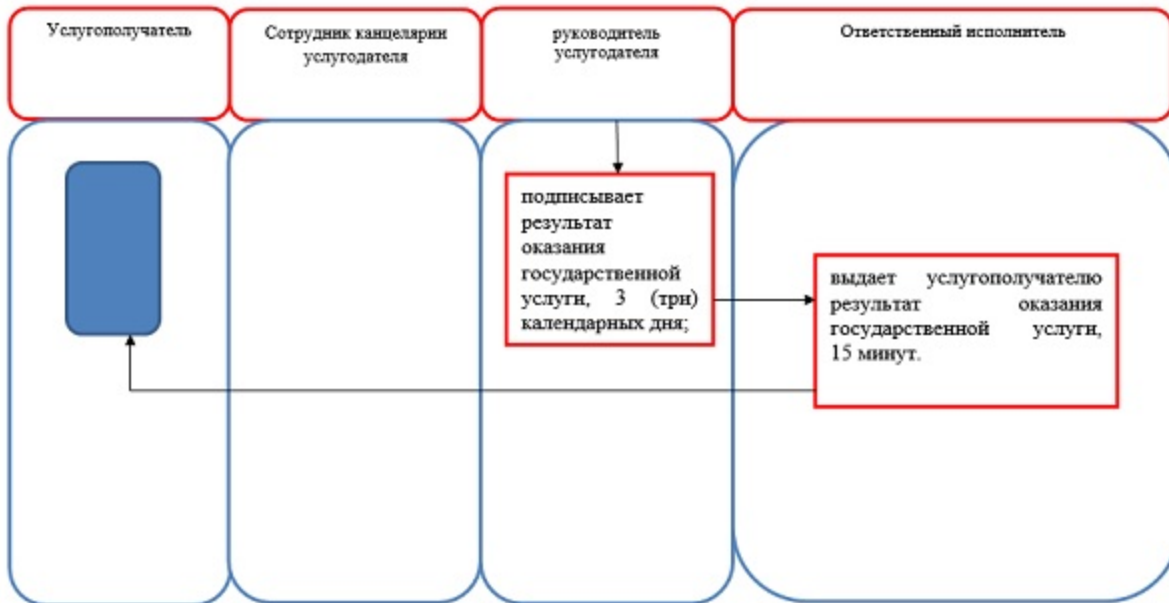 Услугополучатель
Сотрудник канцелярии
услугодателя
руководитель
услугодателя
Ответственный исполнитель
подписывает
результат
оказания
государственной
услуги, 3 (три)
календарных дня;
выдает услугополучателю
результат оказания
государственной услуги,
15 минут.